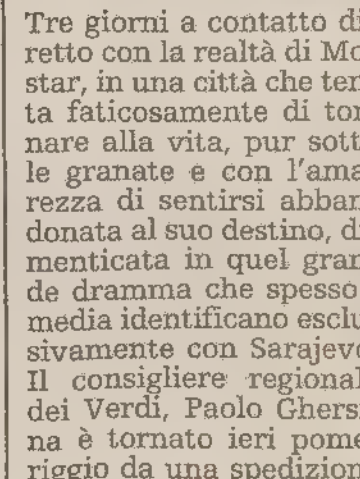 Tre giorni a contatto di
retto con la realtà di Mo
star, in una città che ten
ta faticosamente di tor
nare alla vita, pur sott
le granate e con l'ama
rezza di sentirsi abban
donata al suo destino, di
menticata in quel gran
de dramma che spesso
media identificano esclu
sivamente con Sarajevo
Il consigliere regional
dei Verdi, Paolo Ghersi
na è tornato ieri pome
riggio da una spedizion